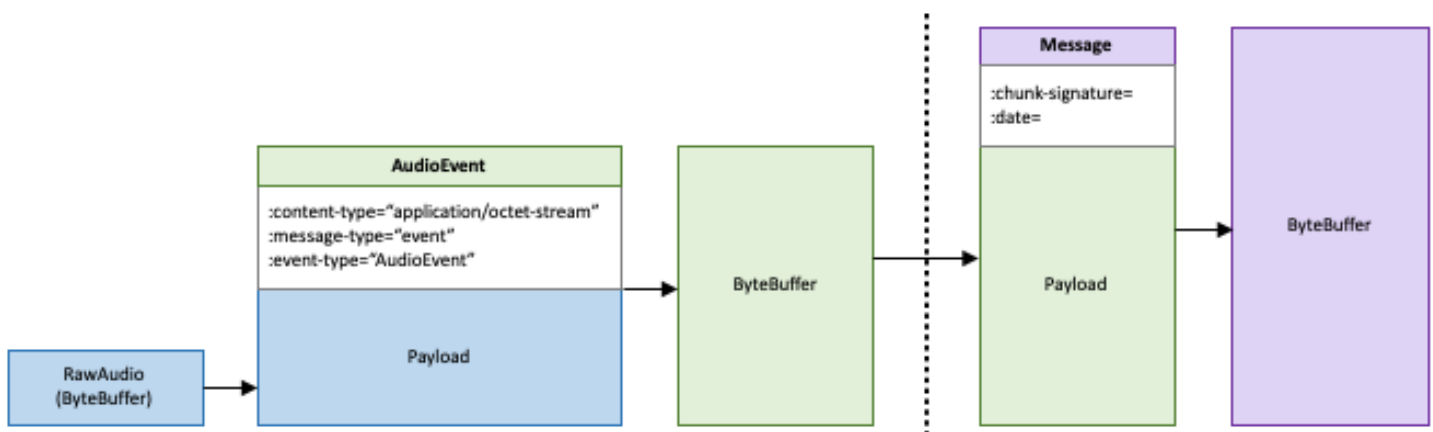 RawAudio
(ByteBuffer)
AudioEvent
:content-type=“application/octet-stream”
:message-type=“event”
:event-type=“AudioEvent”
Payload
ByteBuffer
Message
:chunk-signature=
:date=
Payload
ByteBuffer